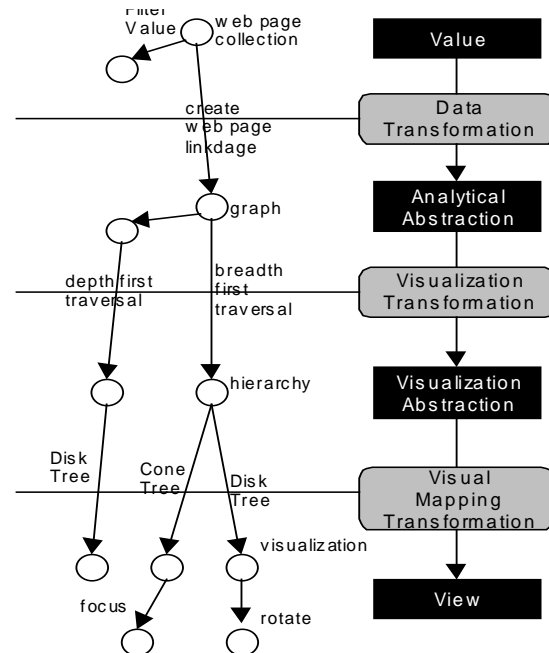 Filter
Value
web page
collection
Value
create
web page
linkdage
Data
Transformation
graph
Analytical
Abstraction
depth first
traversal
breadth
first
traversal
Visualization
Transformation
hierarchy
Visualization
Abstraction
Disk
Tree
Cone
Tree
Disk
Tree
Visual
Mapping
Transformation
visualization
focus
rotate
View